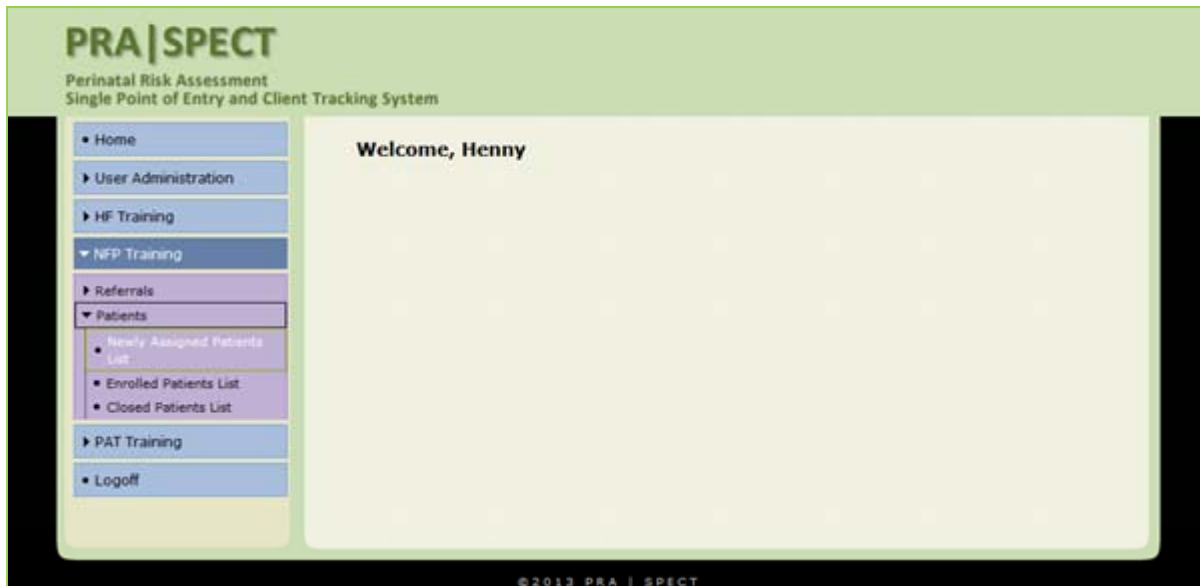 PRA|SPECT
Perinatal Risk Assessment
Single Point of Entry and Client Tracking System
Home
User Administration
HF Training
NFP Training
Referrals
Patients
Newly Assigned Patients
List
Enrolled Patients List
Closed Patients List
PAT Training
Logoff
Welcome, Henny
©2013 PRA | SPECT